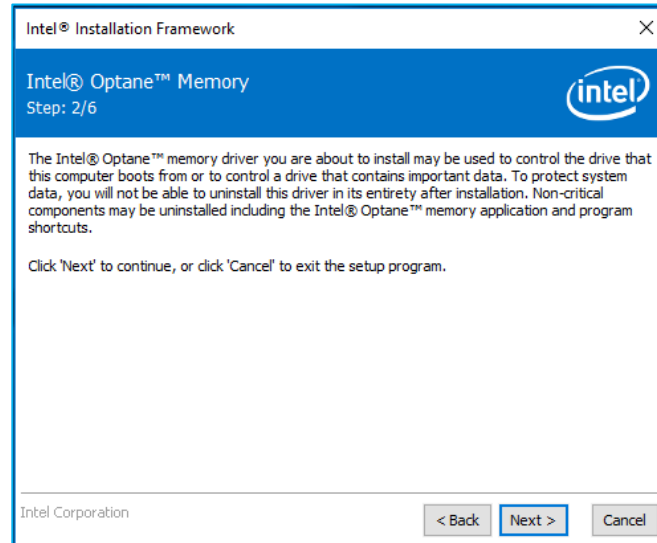 Intel® Installation Framework
Intel® Optane™ Memory
Step: 2/6
intel
The Intel® Optane™ memory driver you are about to install may be used to control the drive that
this computer boots from or to control a drive that contains important data. To protect system
data, you will not be able to uninstall this driver in its entirety after installation. Non-critical
components may be uninstalled including the Intel® Optane™ memory application and program
shortcuts.
Click 'Next' to continue, or click 'Cancel' to exit the setup program.
Intel Corporation
< Back Next > Cancel